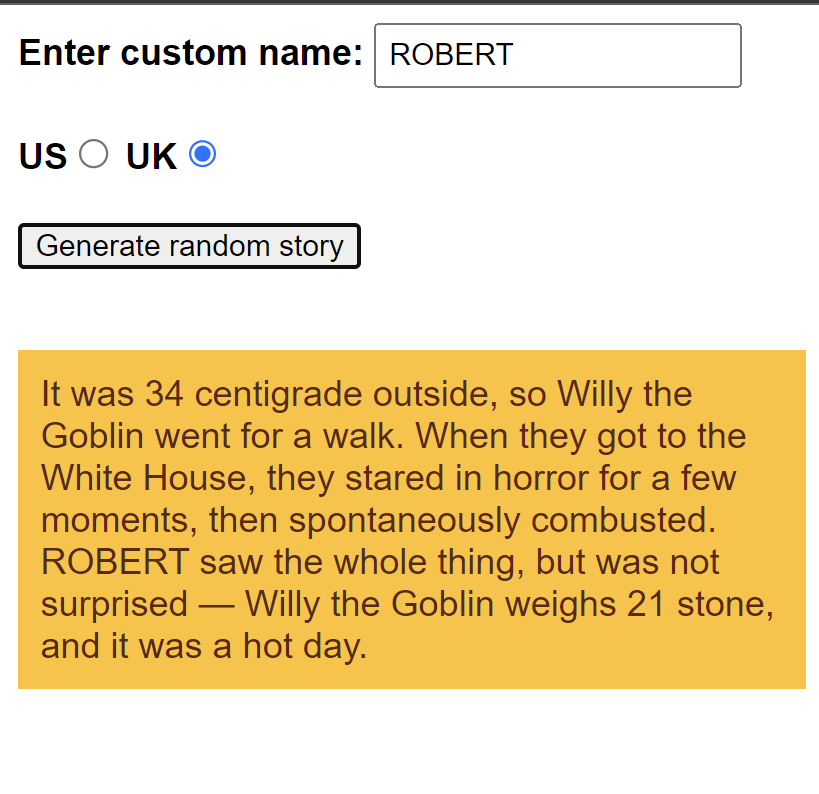 Enter custom name: ROBERT
US UK
Generate random story
It was 34 centigrade outside, so Willy the
Goblin went for a walk. When they got to the
White House, they stared in horror for a few
moments, then spontaneously combusted.
ROBERT saw the whole thing, but was not
surprised — Willy the Goblin weighs 21 stone,
and it was a hot day.